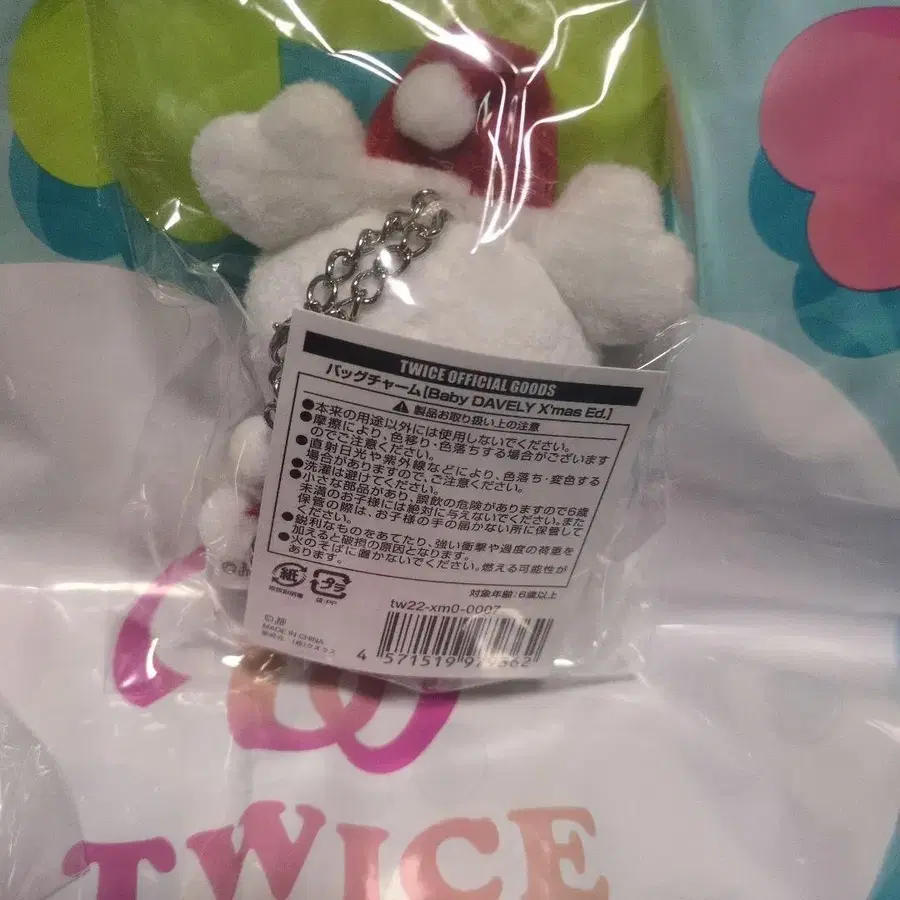 TWICE OFFICIAL GOODS
バッグチャーム [Baby DAVELY X'mas Ed.]
⚠ 製品お取り扱い上の注意
●本来の用途以外には使用しないでください。
●摩擦により、色移り・色落ちする場合がございます
のでご注意ください。
●直射日光や紫外線などにより、色落ち・変色する
場合がありますので、ご注意ください。
●洗濯は避けてください。
●小さな部品があり、誤飲の危険がありますので6歳
未満のお子様には絶対に与えないでください。また
保管の際は、お子様の手の届かない所に保管して
ください。
●鋭利なものをあてたり、強い衝撃や過度の荷重を
加えると破損の原因となります。
●火のそばに置かないでください。燃える可能性が
あります。
対象年齢:6歳以上
紙
プラ
袋:PP
tw22-xm0-0007
MADE IN CHINA
4 571519
TWICE